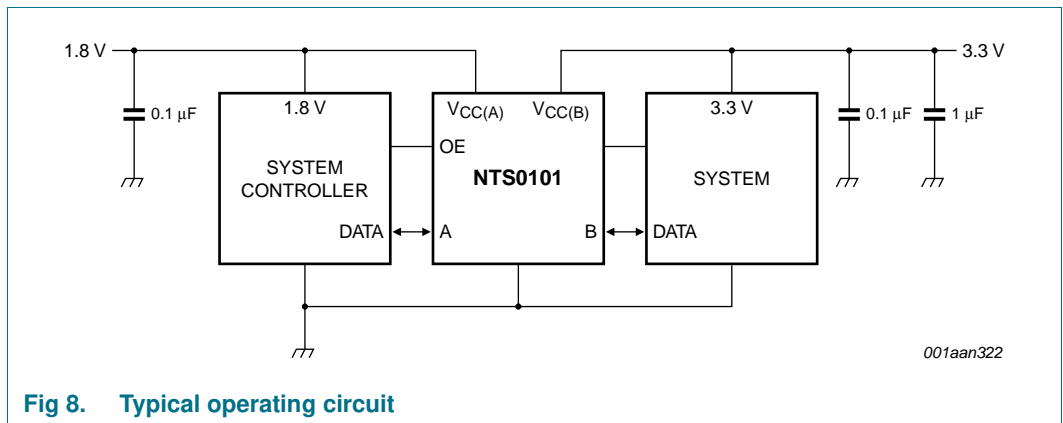 1.8 V
3.3 V
0.1 μF
1.8 V
VCC(A)
VCC(B)
3.3 V
0.1 μF
1 μF
OE
SYSTEM
CONTROLLER
NTS0101
SYSTEM
DATA
A
B
DATA
001aan322
Fig 8. Typical operating circuit